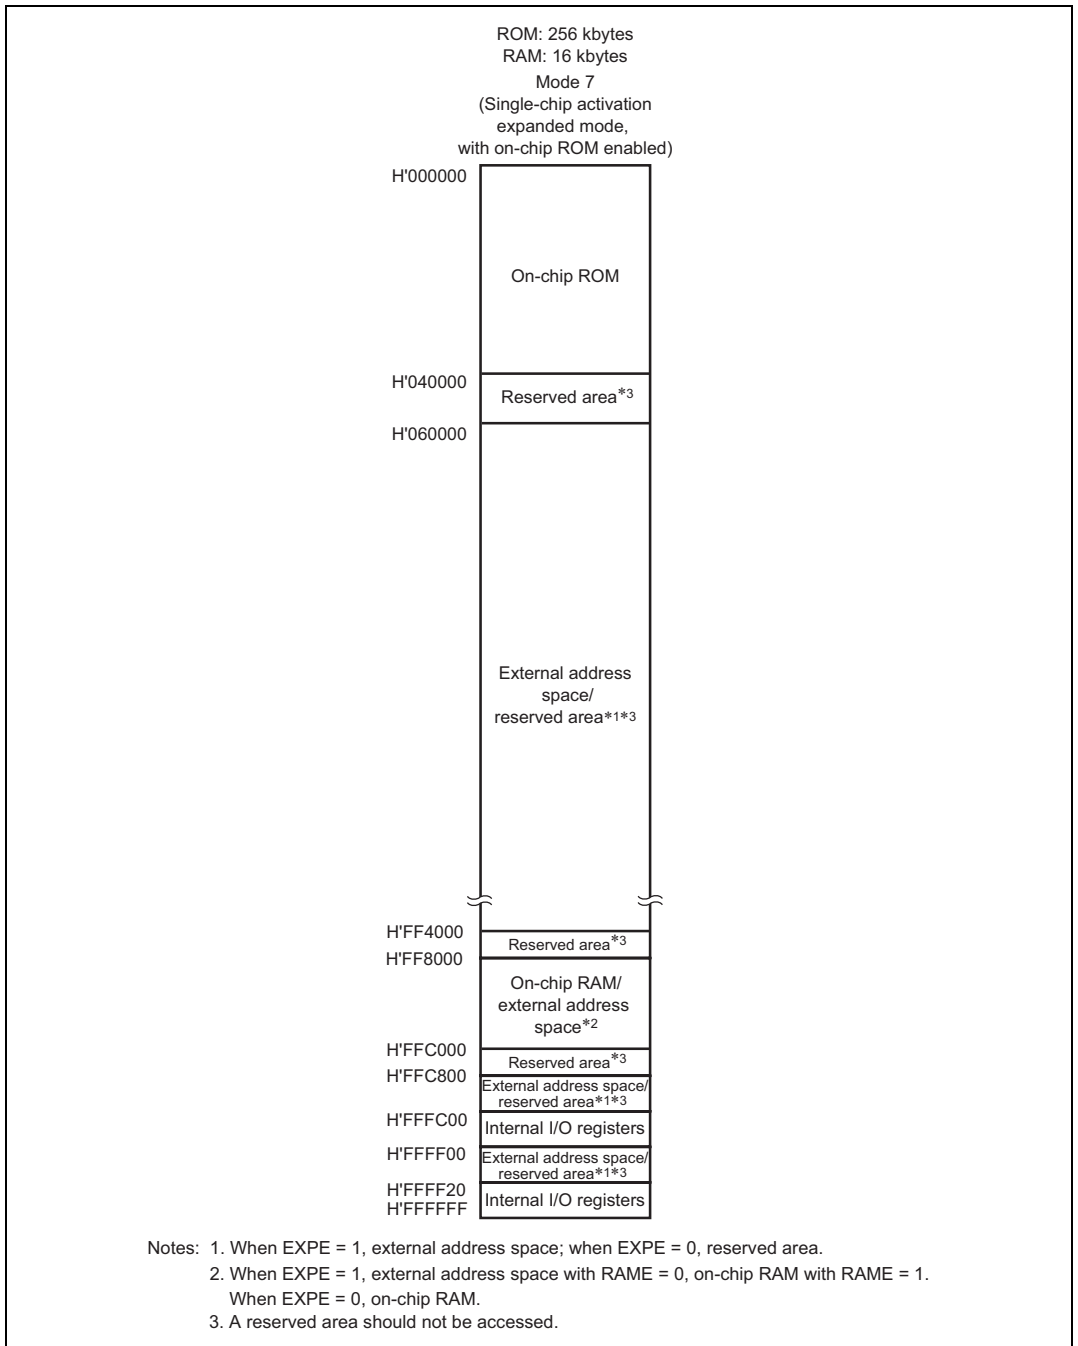 ROM: 256 kbytes
RAM: 16 kbytes
Mode 7
(Single-chip activation
expanded mode,
with on-chip ROM enabled)
H'000000
On-chip ROM
H'040000
Reserved area*3
H'060000
External address
space/
reserved area*1*3
H'FF4000
Reserved area*3
H'FF8000
On-chip RAM/
external address
space*2
H'FFC000
Reserved area*3
H'FFC800
External address space/
reserved area*1*3
H'FFFC00
Internal I/O registers
H'FFFF00
External address space/
reserved area*1*3
H'FFFF20
Internal I/O registers
H'FFFFFF
Notes: 1. When EXPE = 1, external address space; when EXPE = 0, reserved area.
2. When EXPE = 1, external address space with RAME = 0, on-chip RAM with RAME = 1.
When EXPE = 0, on-chip RAM.
3. A reserved area should not be accessed.